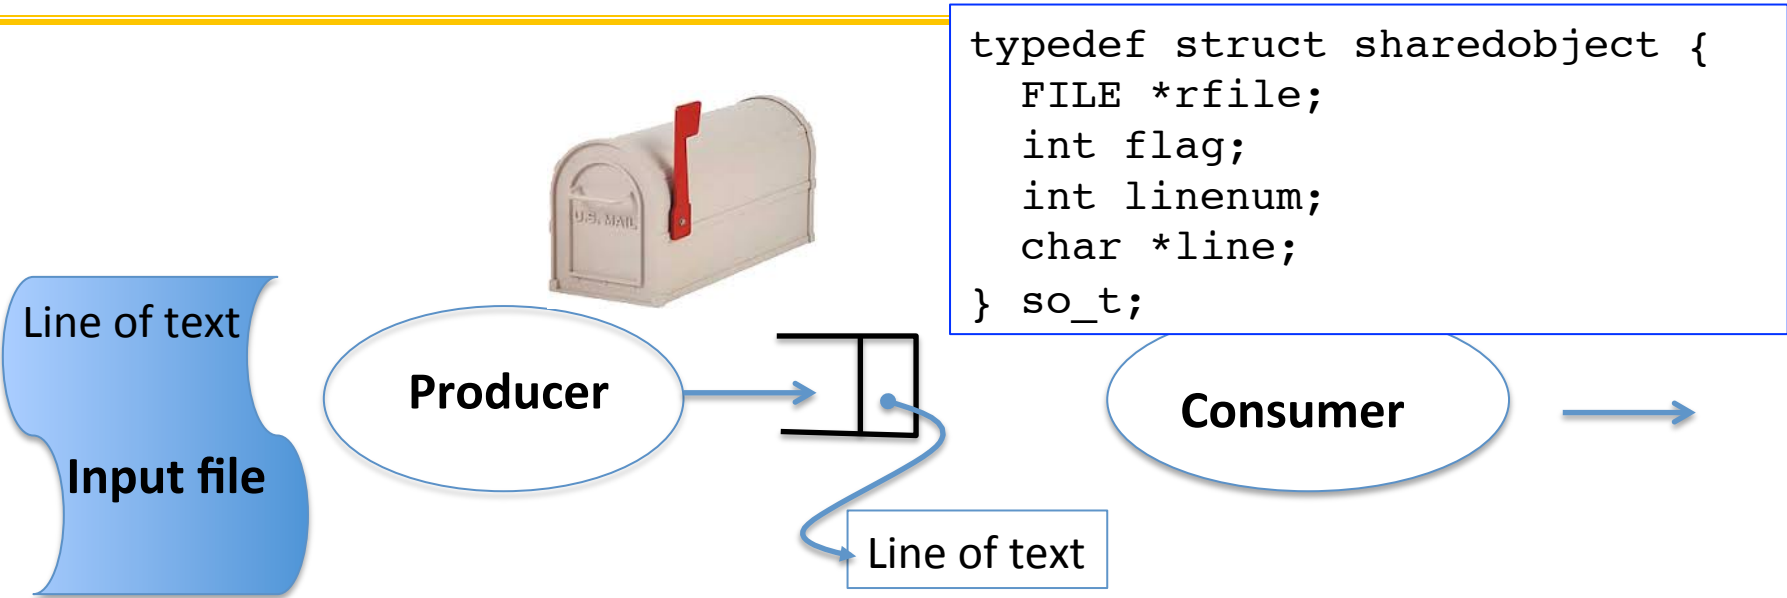 typedef struct sharedobject {
FILE *rfile;
int flag;
int linenum;
char *line;
} so_t;
U.S. MAIL
Line of text
Input file
Producer
Consumer
Line of text